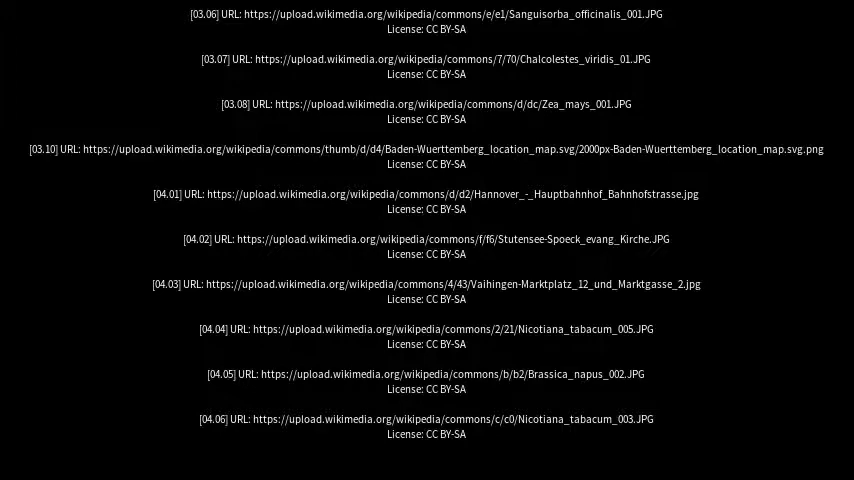 [03.06] URL: https://upload.wikimedia.org/wikipedia/commons/e/e1/Sanguisorba_officinalis_001.JPG
License: CC BY-SA
[03.07] URL: https://upload.wikimedia.org/wikipedia/commons/7/70/Chalcolestes_viridis_01.JPG
License: CC BY-SA
[03.08] URL: https://upload.wikimedia.org/wikipedia/commons/d/dc/Zea_mays_001.JPG
License: CC BY-SA
[03.10] URL: https://upload.wikimedia.org/wikipedia/commons/thumb/d/d4/Baden-Wuerttemberg_location_map.svg/2000px-Baden-Wuerttemberg_location_map.svg.png
License: CC BY-SA
[04.01] URL: https://upload.wikimedia.org/wikipedia/commons/d/d2/Hannover_-_Hauptbahnhof_Bahnhofstrasse.jpg
License: CC BY-SA
[04.02] URL: https://upload.wikimedia.org/wikipedia/commons/f/f6/Stutensee-Spoeck_evang_Kirche.JPG
License: CC BY-SA
[04.03] URL: https://upload.wikimedia.org/wikipedia/commons/4/43/Vaihingen-Marktplatz_12_und_Marktgasse_2.jpg
License: CC BY-SA
[04.04] URL: https://upload.wikimedia.org/wikipedia/commons/2/21/Nicotiana_tabacum_005.JPG
License: CC BY-SA
[04.05] URL: https://upload.wikimedia.org/wikipedia/commons/b/b2/Brassica_napus_002.JPG
License: CC BY-SA
[04.06] URL: https://upload.wikimedia.org/wikipedia/commons/c/c0/Nicotiana_tabacum_003.JPG
License: CC BY-SA